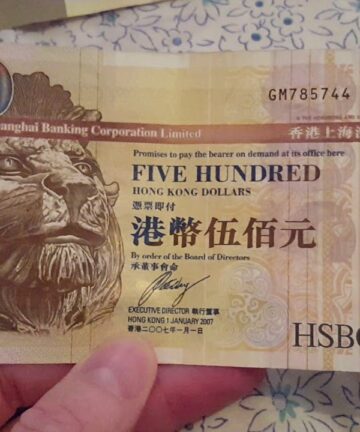 GM785744
Shanghai Banking Corporation Limited
香港上海
Promises to pay the bearer on demand at its office here
FIVE HUNDRED
HONG KONG DOLLARS
憑票即付
港幣伍佰元
By order of the Board of Directors
承董事會命
EXECUTIVE DIRECTOR 執行董事
HONG KONG 1 JANUARY 2007
香港二〇〇七年一月一日
HSBC